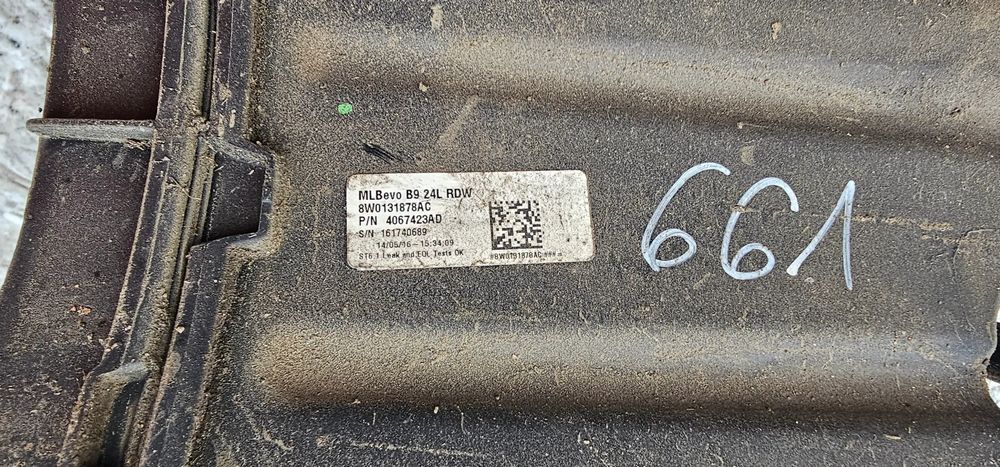 MLBevo B9 24L RDW
8W0131878AC
P/N 4067423AD
S/N 161740689
14/05/16 - 15:34:09
ST6.1 Leak and EOL Tests OK
#8W0131878AC ###
661